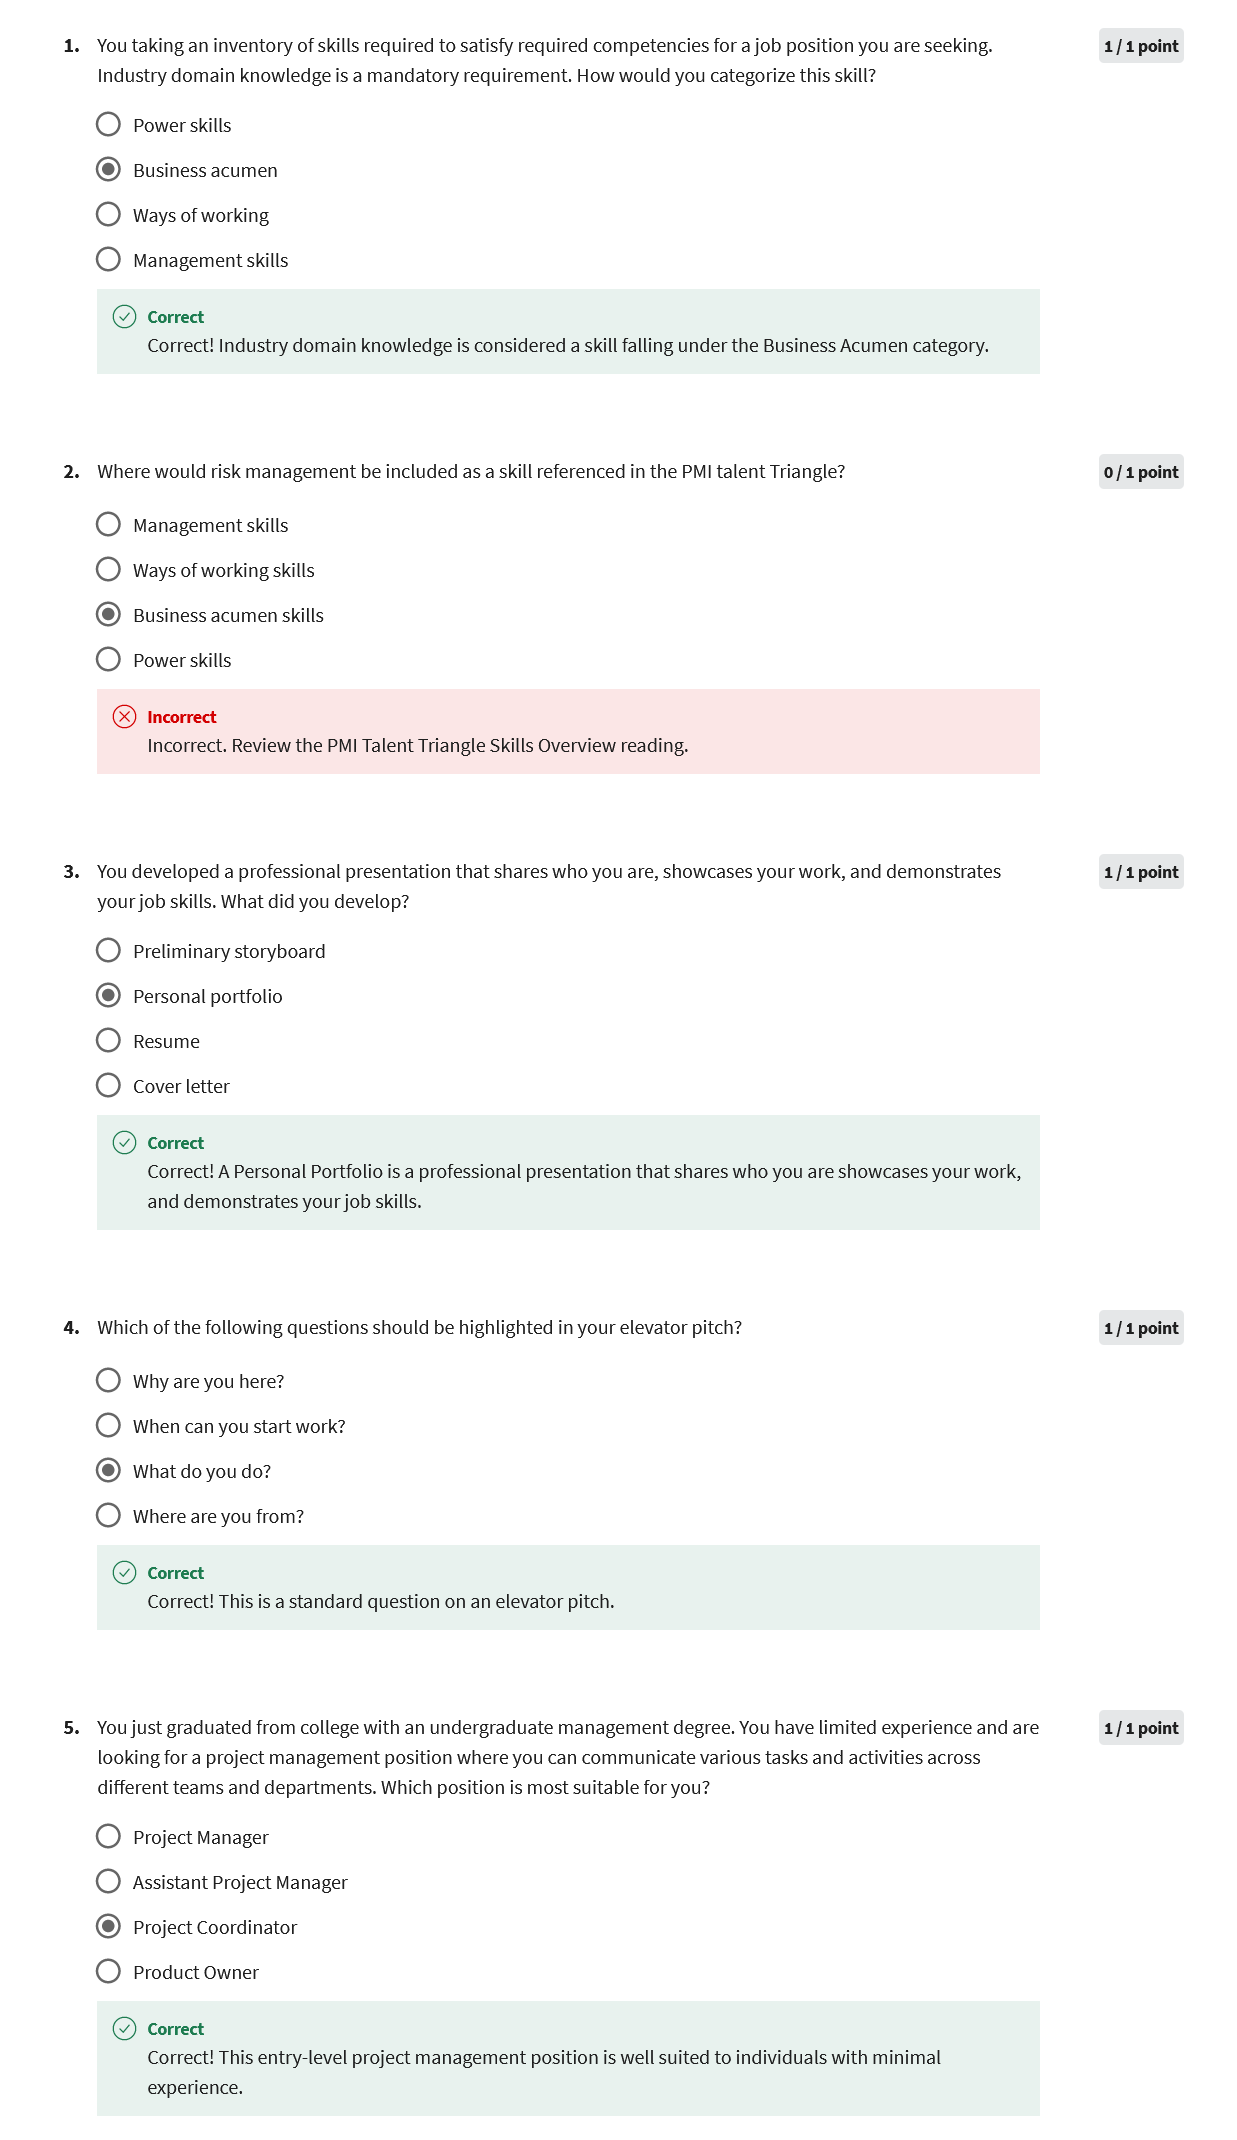 1. You taking an inventory of skills required to satisfy required competencies for a job position you are seeking. 1 / 1 point
Industry domain knowledge is a mandatory requirement. How would you categorize this skill?
Power skills
Business acumen
Ways of working
Management skills
Correct
Correct! Industry domain knowledge is considered a skill falling under the Business Acumen category.
2. Where would risk management be included as a skill referenced in the PMI talent Triangle? 0 / 1 point
Management skills
Ways of working skills
Business acumen skills
Power skills
Incorrect
Incorrect. Review the PMI Talent Triangle Skills Overview reading.
3. You developed a professional presentation that shares who you are, showcases your work, and demonstrates 1 / 1 point
your job skills. What did you develop?
Preliminary storyboard
Personal portfolio
Resume
Cover letter
Correct
Correct! A Personal Portfolio is a professional presentation that shares who you are showcases your work,
and demonstrates your job skills.
4. Which of the following questions should be highlighted in your elevator pitch? 1 / 1 point
Why are you here?
When can you start work?
What do you do?
Where are you from?
Correct
Correct! This is a standard question on an elevator pitch.
5. You just graduated from college with an undergraduate management degree. You have limited experience and are 1 / 1 point
looking for a project management position where you can communicate various tasks and activities across
different teams and departments. Which position is most suitable for you?
Project Manager
Assistant Project Manager
Project Coordinator
Product Owner
Correct
Correct! This entry-level project management position is well suited to individuals with minimal
experience.